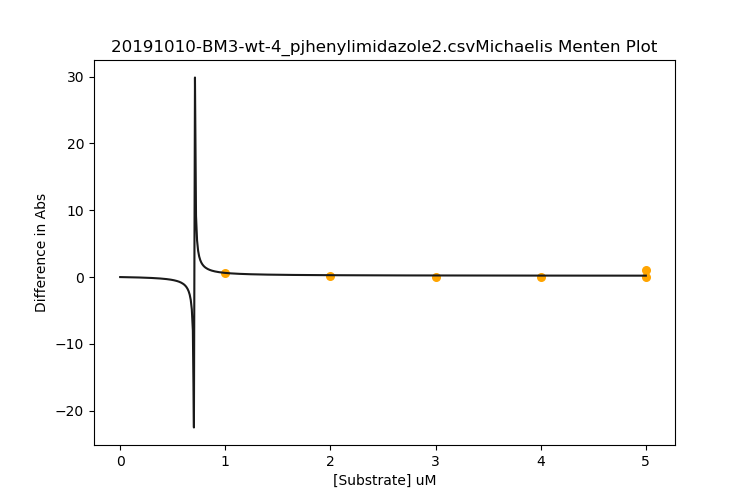 20191010-BM3-wt-4_pjhenylimidazole2.csvMichaelis Menten Plot
30
20
10
0
−10
−20
Difference in Abs
0 1 2 3 4 5
[Substrate] uM